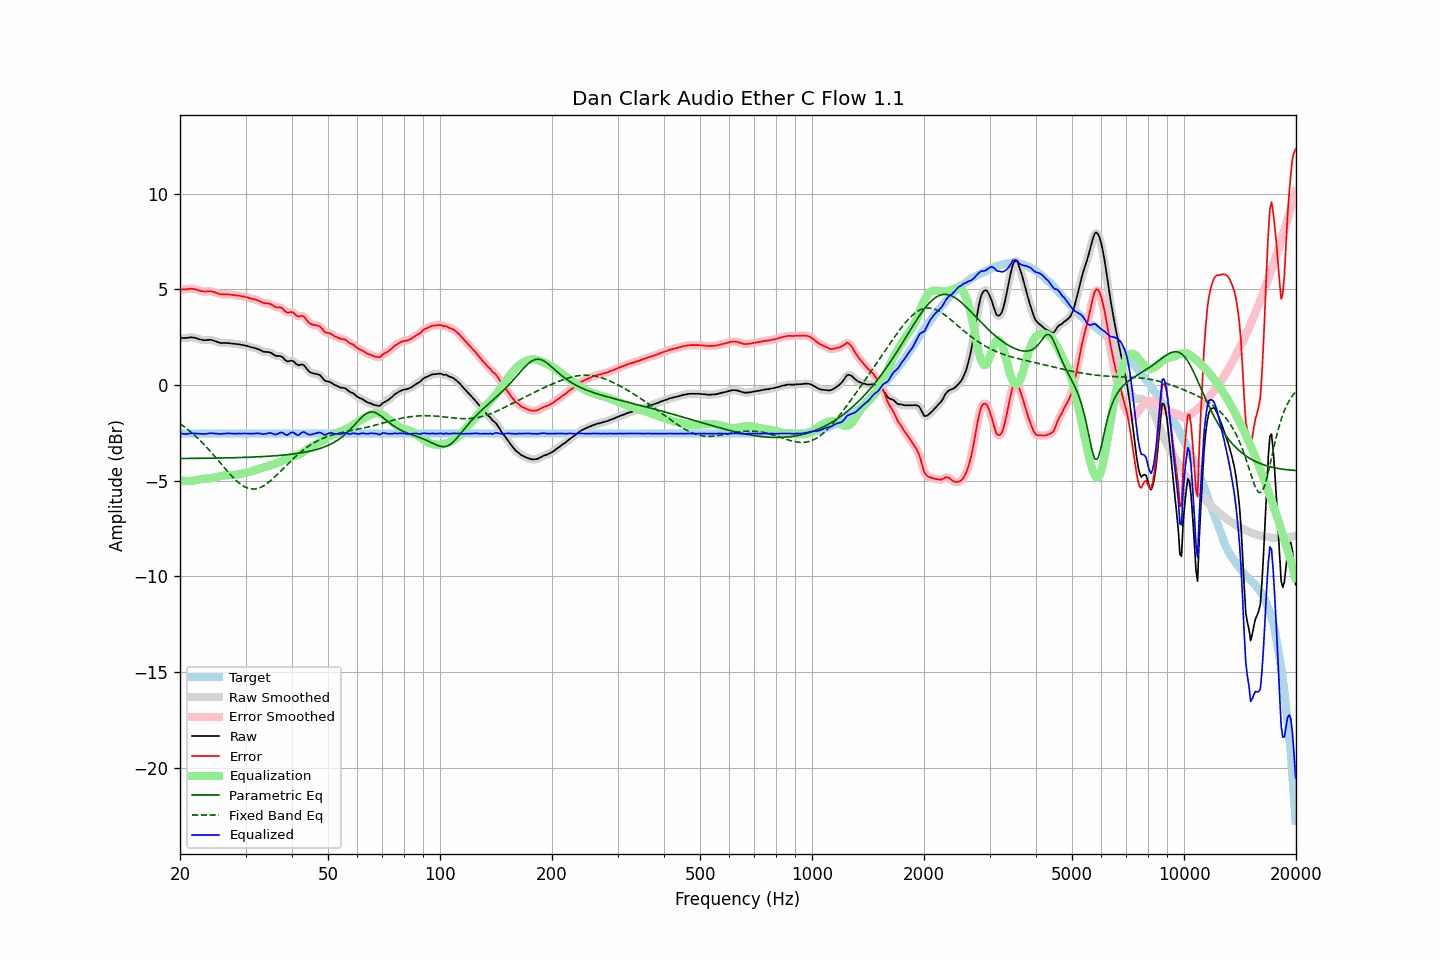 Dan Clark Audio Ether C Flow 1.1
Amplitude (dBr)
10
5
0
−5
−10
−15
−20
Target
Raw Smoothed
Error Smoothed
Raw
Error
Equalization
Parametric Eq
Fixed Band Eq
Equalized
20 50 100 200 500 1000 2000 5000 10000 20000
Frequency (Hz)